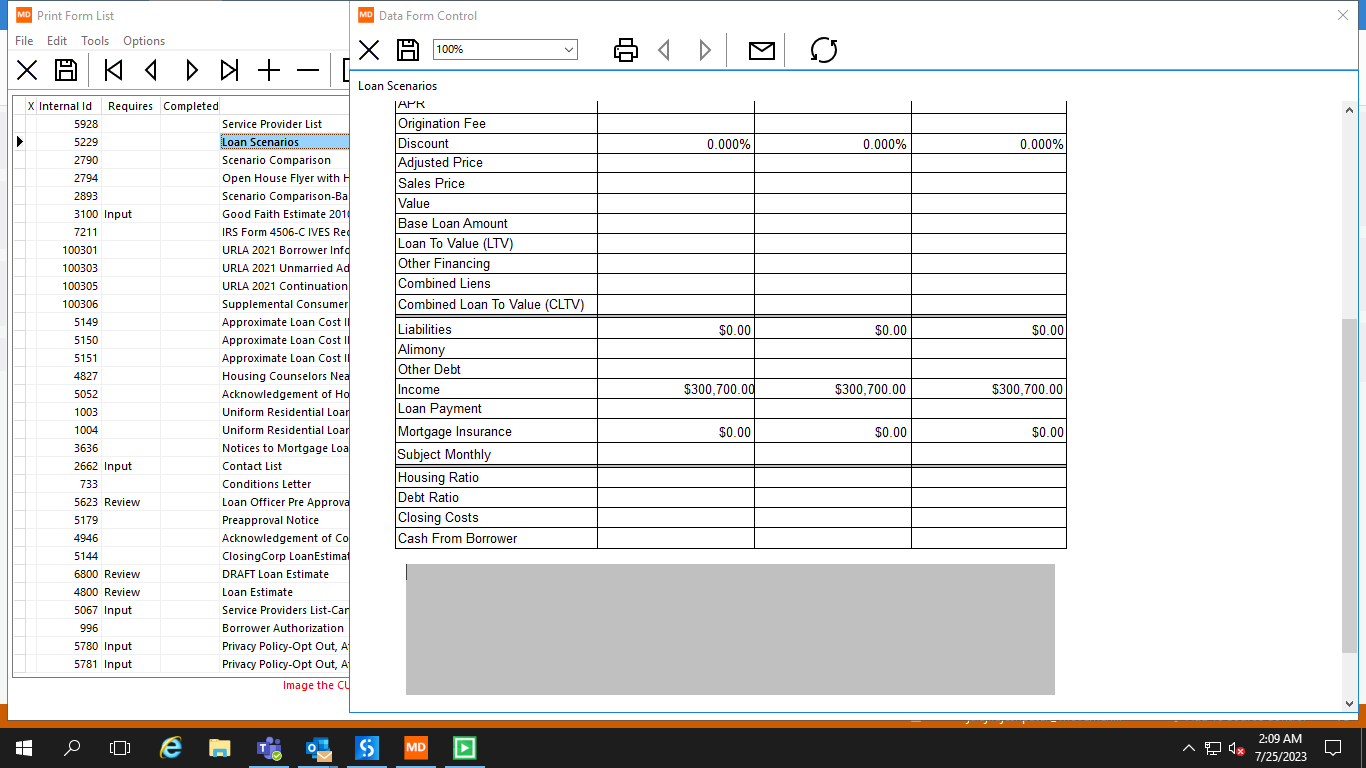 MD Print Form List
File Edit Tools Options
X Internal Id Requires Completed
5928 Service Provider List
5229 Loan Scenarios
2790 Scenario Comparison
2794 Open House Flyer with H
2893 Scenario Comparison-Ba
3100 Input Good Faith Estimate 2010
7211 IRS Form 4506-C IVES Req
100301 URLA 2021 Borrower Info
100303 URLA 2021 Unmarried Ad
100305 URLA 2021 Continuation
100306 Supplemental Consumer
5149 Approximate Loan Cost Il
5150 Approximate Loan Cost Il
5151 Approximate Loan Cost Il
4827 Housing Counselors Nea
5052 Acknowledgement of Ho
1003 Uniform Residential Loan
1004 Uniform Residential Loan
3636 Notices to Mortgage Loa
2662 Input Contact List
733 Conditions Letter
5623 Review Loan Officer Pre Approva
5179 Preapproval Notice
4946 Acknowledgement of Co
5144 ClosingCorp LoanEstimat
6800 Review DRAFT Loan Estimate
4800 Review Loan Estimate
5067 Input Service Providers List-Can
996 Borrower Authorization
5780 Input Privacy Policy-Opt Out, A
5781 Input Privacy Policy-Opt Out, A
Image the CU
MD Data Form Control
100%
Loan Scenarios
APR
Origination Fee
Discount 0.000% 0.000% 0.000%
Adjusted Price
Sales Price
Value
Base Loan Amount
Loan To Value (LTV)
Other Financing
Combined Liens
Combined Loan To Value (CLTV)
Liabilities $0.00 $0.00 $0.00
Alimony
Other Debt
Income $300,700.00 $300,700.00 $300,700.00
Loan Payment
Mortgage Insurance $0.00 $0.00 $0.00
Subject Monthly
Housing Ratio
Debt Ratio
Closing Costs
Cash From Borrower
MD
2:09 AM
7/25/2023